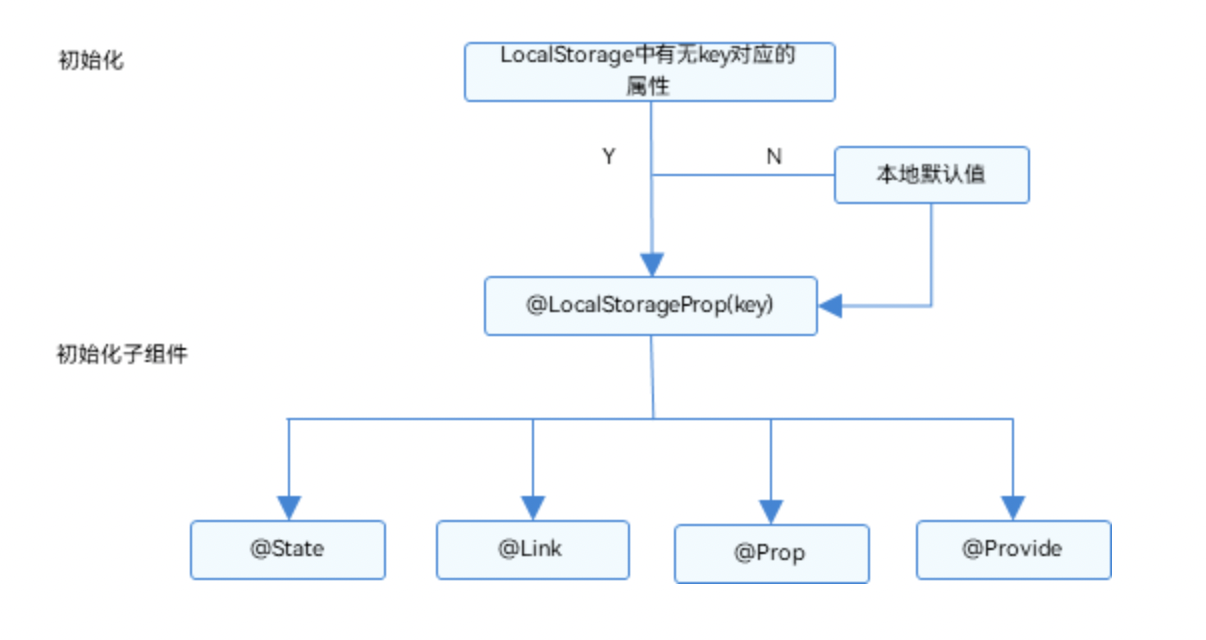 初始化
LocalStorage中有无key对应的
属性
Y
N
本地默认值
@LocalStorageProp(key)
初始化子组件
@State
@Link
@Prop
@Provide